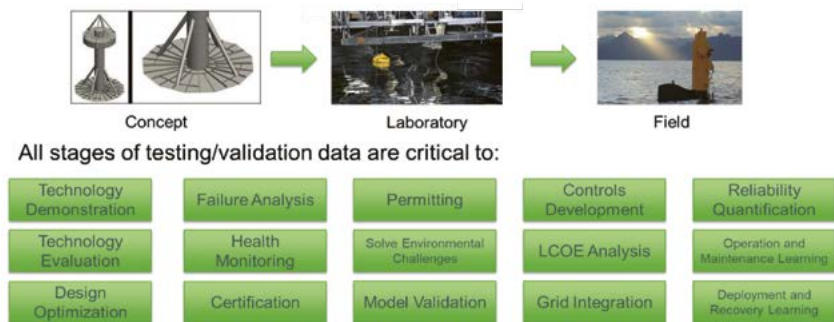 Concept
Laboratory
Field
All stages of testing/validation data are critical to:
Technology
Demonstration
Failure Analysis
Permitting
Controls
Development
Reliability
Quantification
Technology
Evaluation
Health
Monitoring
Solve Environmental
Challenges
LCOE Analysis
Operation and
Maintenance Learning
Design
Optimization
Certification
Model Validation
Grid Integration
Deployment and
Recovery Learning